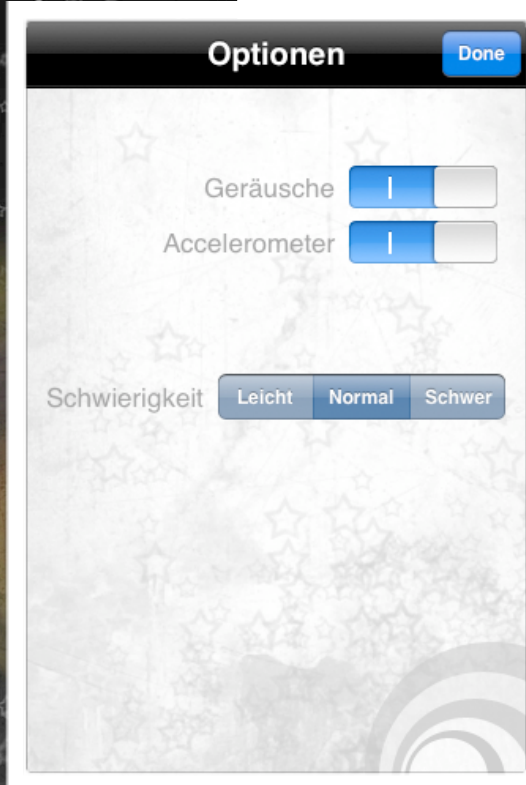 Optionen Done
Geräusche
Accelerometer
Schwierigkeit Leicht Normal Schwer